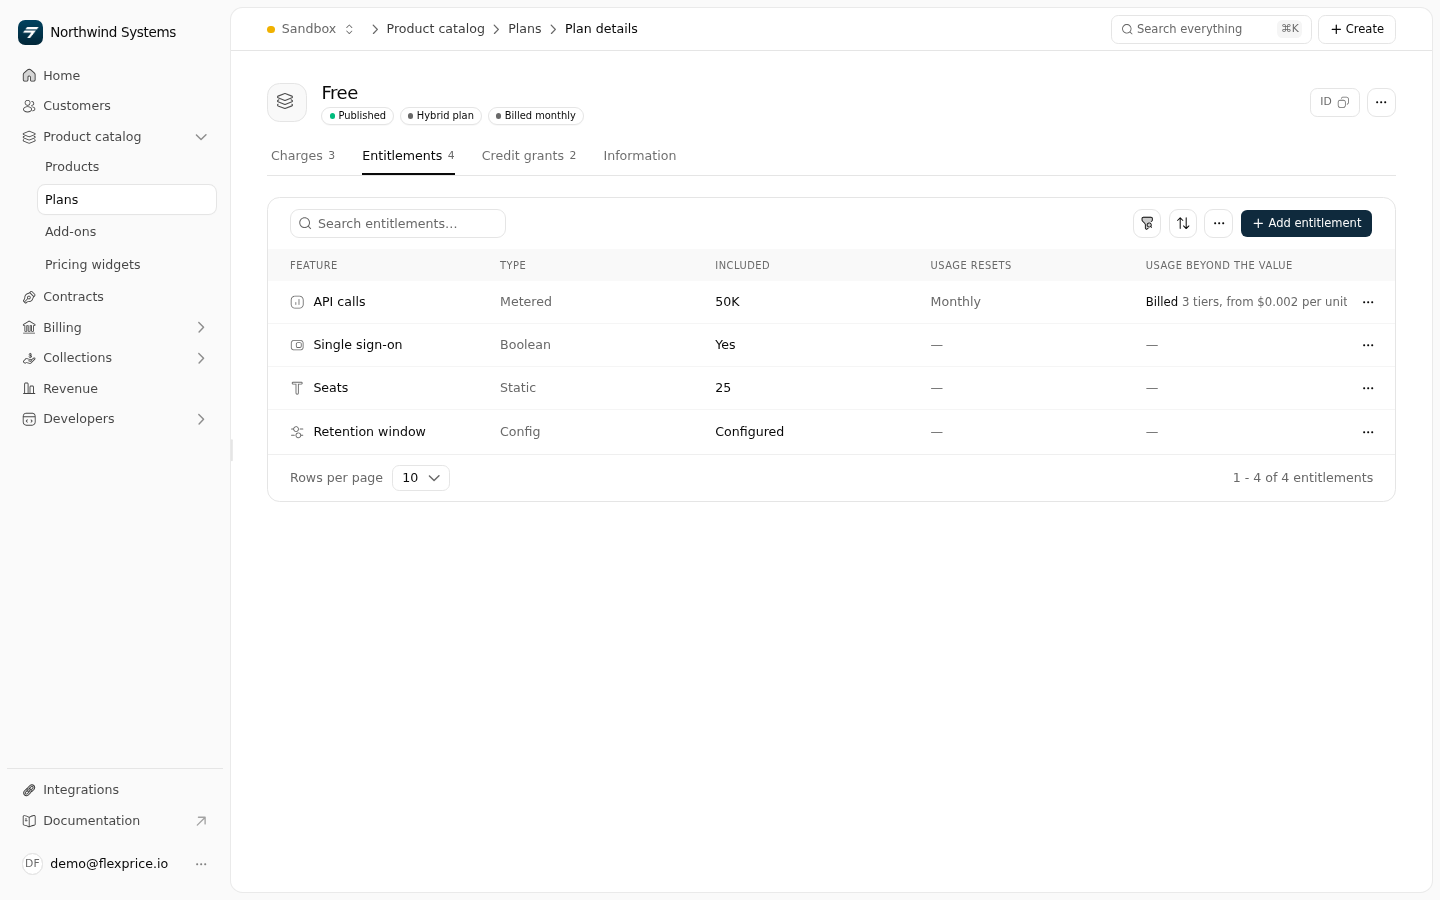 Northwind Systems
Home
Customers
Product catalog
Products
Plans
Add-ons
Pricing widgets
Contracts
Billing
Collections
Revenue
Developers
Integrations
Documentation
DF demo@flexprice.io
Sandbox Product catalog Plans Plan details
Search everything ⌘K Create
Free
Published Hybrid plan Billed monthly
ID
Charges 3 Entitlements 4 Credit grants 2 Information
Search entitlements...
Add entitlement
FEATURE TYPE INCLUDED USAGE RESETS USAGE BEYOND THE VALUE
API calls Metered 50K Monthly Billed 3 tiers, from $0.002 per unit
Single sign-on Boolean Yes — —
Seats Static 25 — —
Retention window Config Configured — —
Rows per page 10 1 - 4 of 4 entitlements